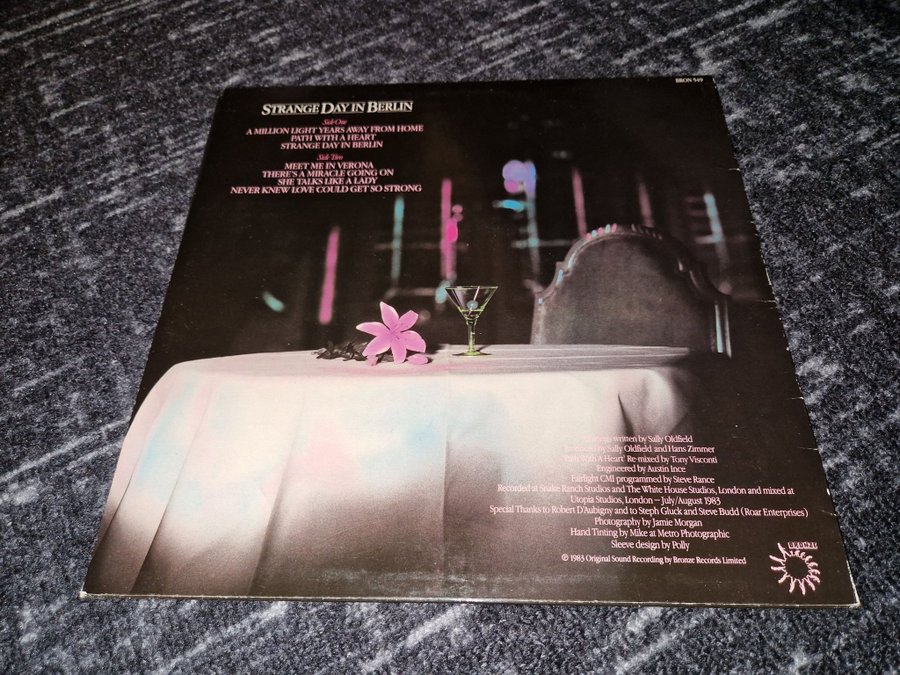 BRON 549
STRANGE DAY IN BERLIN
Side One
A MILLION LIGHT YEARS AWAY FROM HOME
PATH WITH A HEART
STRANGE DAY IN BERLIN
Side Two
MEET ME IN VERONA
THERE'S A MIRACLE GOING ON
SHE TALKS LIKE A LADY
NEVER KNEW LOVE COULD GET SO STRONG
written by Sally Oldfield
by Sally Oldfield and Hans Zimmer
With A Heart' Re-mixed by Tony Visconti
Engineered by Austin Ince
Fairlight CMI programmed by Steve Rance
Recorded at Snake Ranch Studios and The White House Studios, London and mixed at
Utopia Studios, London – July/August 1983
Special Thanks to Robert D'Aubigny and to Steph Gluck and Steve Budd (Roar Enterprises)
Photography by Jamie Morgan
Hand Tinting by Mike at Metro Photographic
Sleeve design by Polly
℗ 1983 Original Sound Recording by Bronze Records Limited
BRONZE